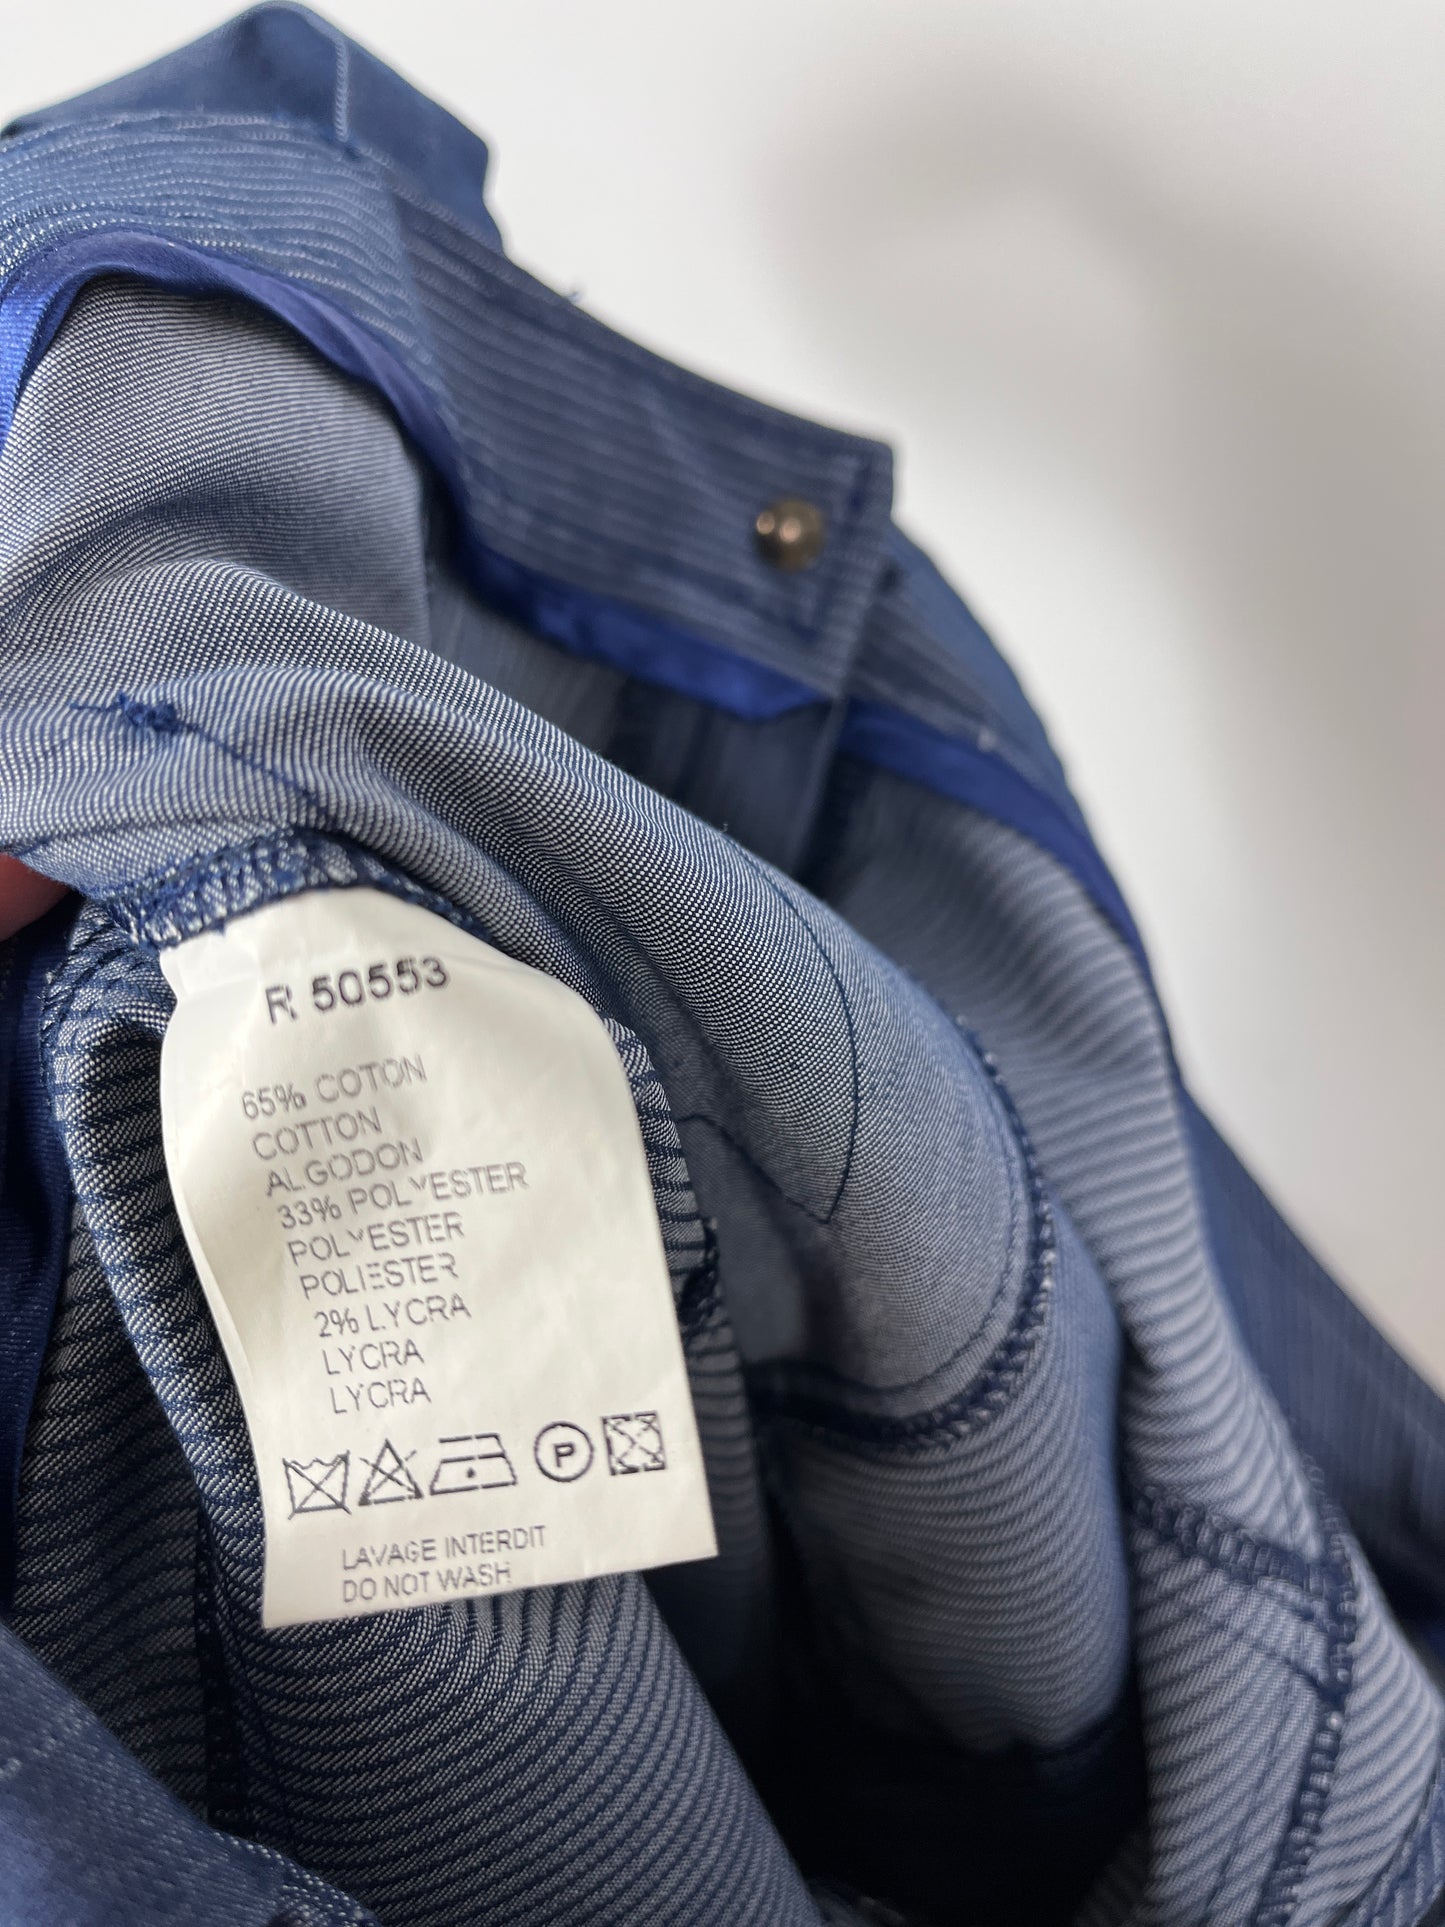 R 50553
65% COTON
COTTON
ALGODON
33% POLYESTER
POLYESTER
POLIESTER
2% LYCRA
LYCRA
LYCRA
P
LAVAGE INTERDIT
DO NOT WASH